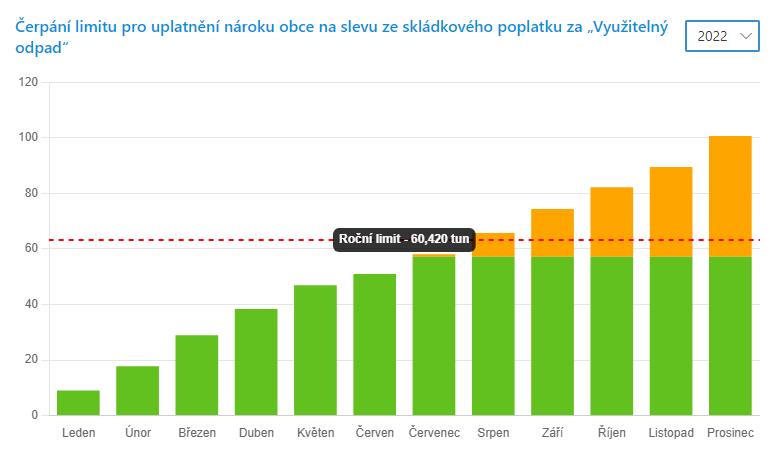 Čerpání limitu pro uplatnění nároku obce na slevu ze skládkového poplatku za „Využitelný
odpad“
2022
120
100
80
60
40
20
0
Roční limit - 60,420 tun
Leden Únor Březen Duben Květen Červen Červenec Srpen Září Říjen Listopad Prosinec